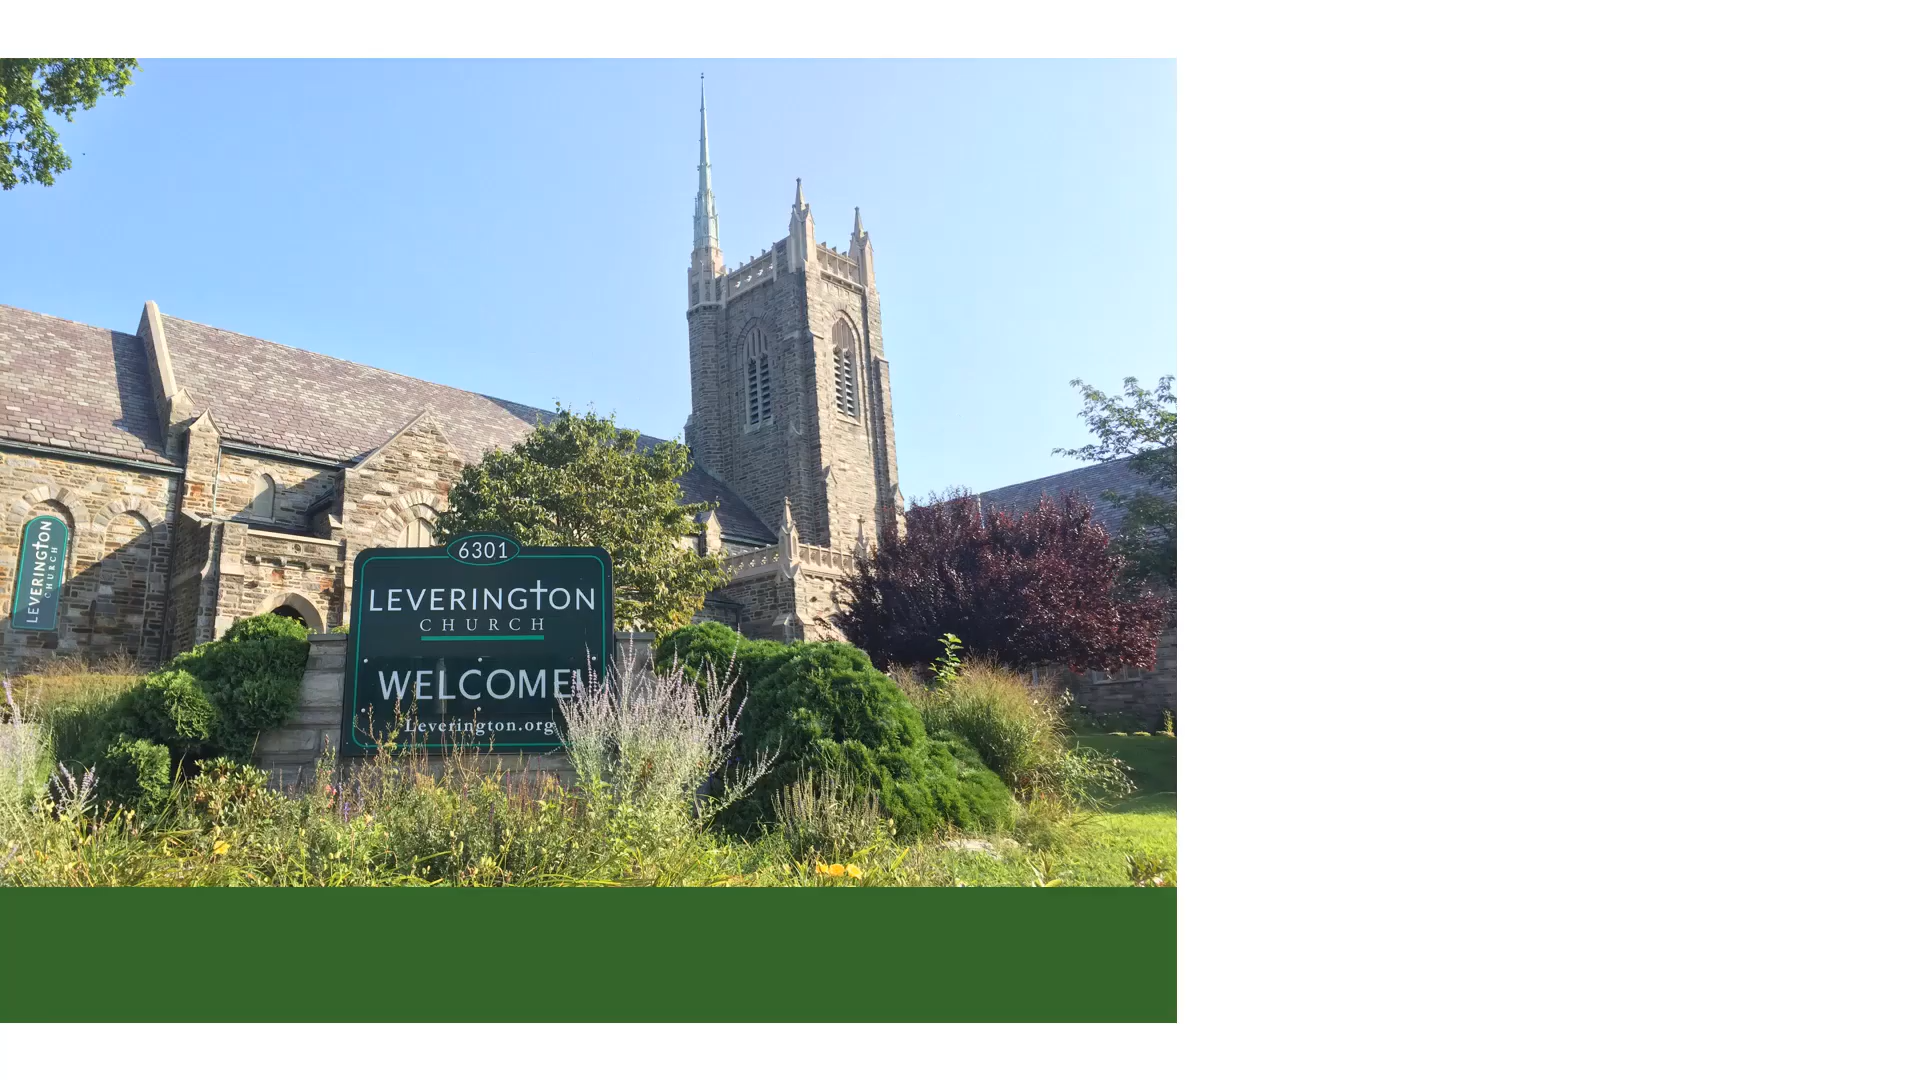 LEVERINGTON
CHURCH
6301
LEVERINGTON
CHURCH
WELCOME!
Leverington.org